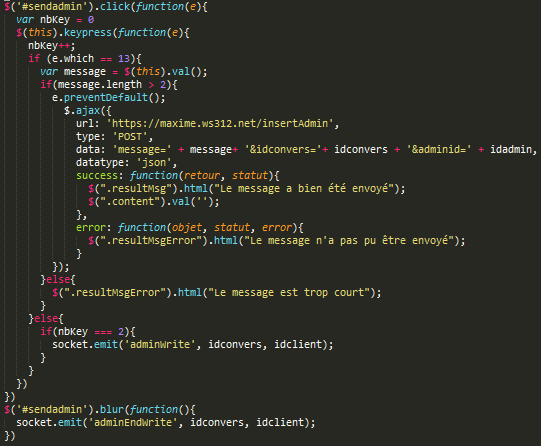 $('#sendadmin').click(function(e){
var nbKey = 0
$(this).keypress(function(e){
nbKey++;
if (e.which == 13){
var message = $(this).val();
if(message.length > 2){
e.preventDefault();
$.ajax({
url: 'https://maxime.ws312.net/insertAdmin',
type: 'POST',
data: 'message=' + message+ '&idconvers='+ idconvers + '&adminid=' + idadmin,
datatype: 'json',
success: function(retour, statut){
$(".resultMsg").html("Le message a bien été envoyé");
$(".content").val('');
},
error: function(objet, statut, error){
$(".resultMsgError").html("Le message n'a pas pu être envoyé");
}
});
}else{
$(".resultMsgError").html("Le message est trop court");
}
}else{
if(nbKey === 2){
socket.emit('adminWrite', idconvers, idclient);
}
}
})
})
$('#sendadmin').blur(function(){
socket.emit('adminEndWrite', idconvers, idclient);
})